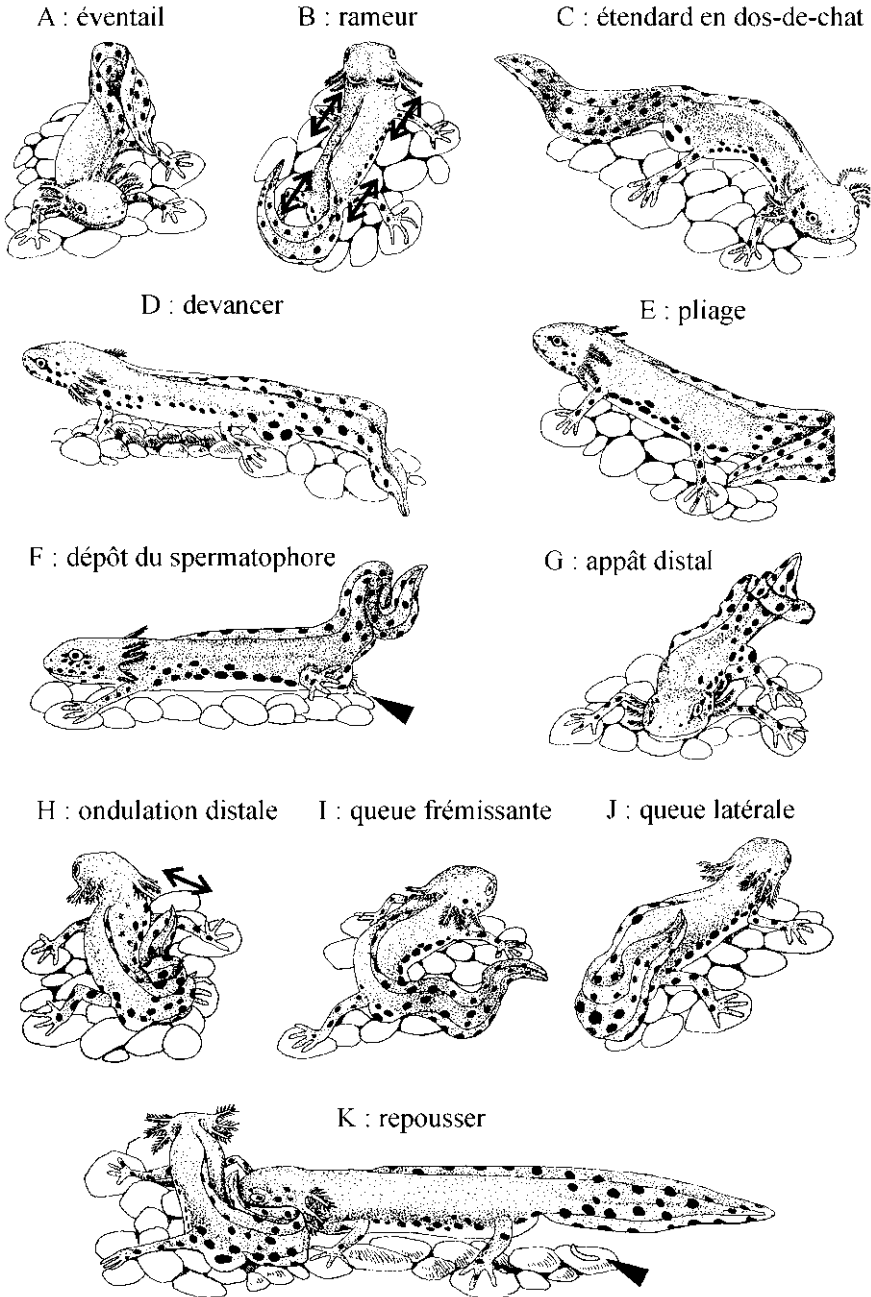 A : éventail
B : rameur
C : étendard en dos-de-chat
D : devancer
E : pliage
F : dépôt du spermatophore
G : appât distal
H : ondulation distale
I : queue frémissante
J : queue latérale
K : repousser